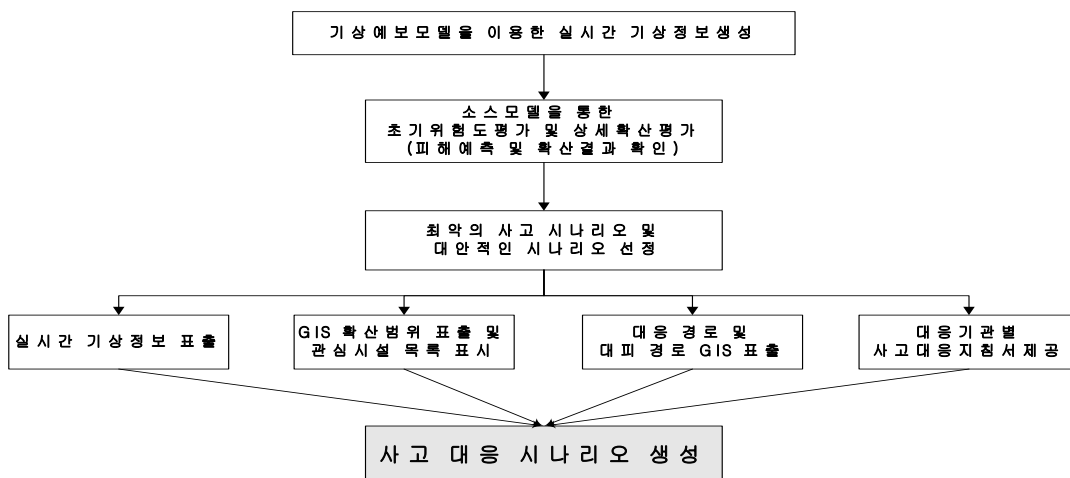 기상예보모델을 이용한 실시간 기상정보생성
소스모델을 통한
초기위험도평가 및 상세확산평가
(피해예측 및 확산결과 확인)
최악의 사고 시나리오 및
대안적인 시나리오 선정
실시간 기상정보 표출
GIS 확산범위 표출 및
관심시설 목록 표시
대응 경로 및
대피 경로 GIS 표출
대응기관별
사고대응지침서제공
사고 대응 시나리오 생성